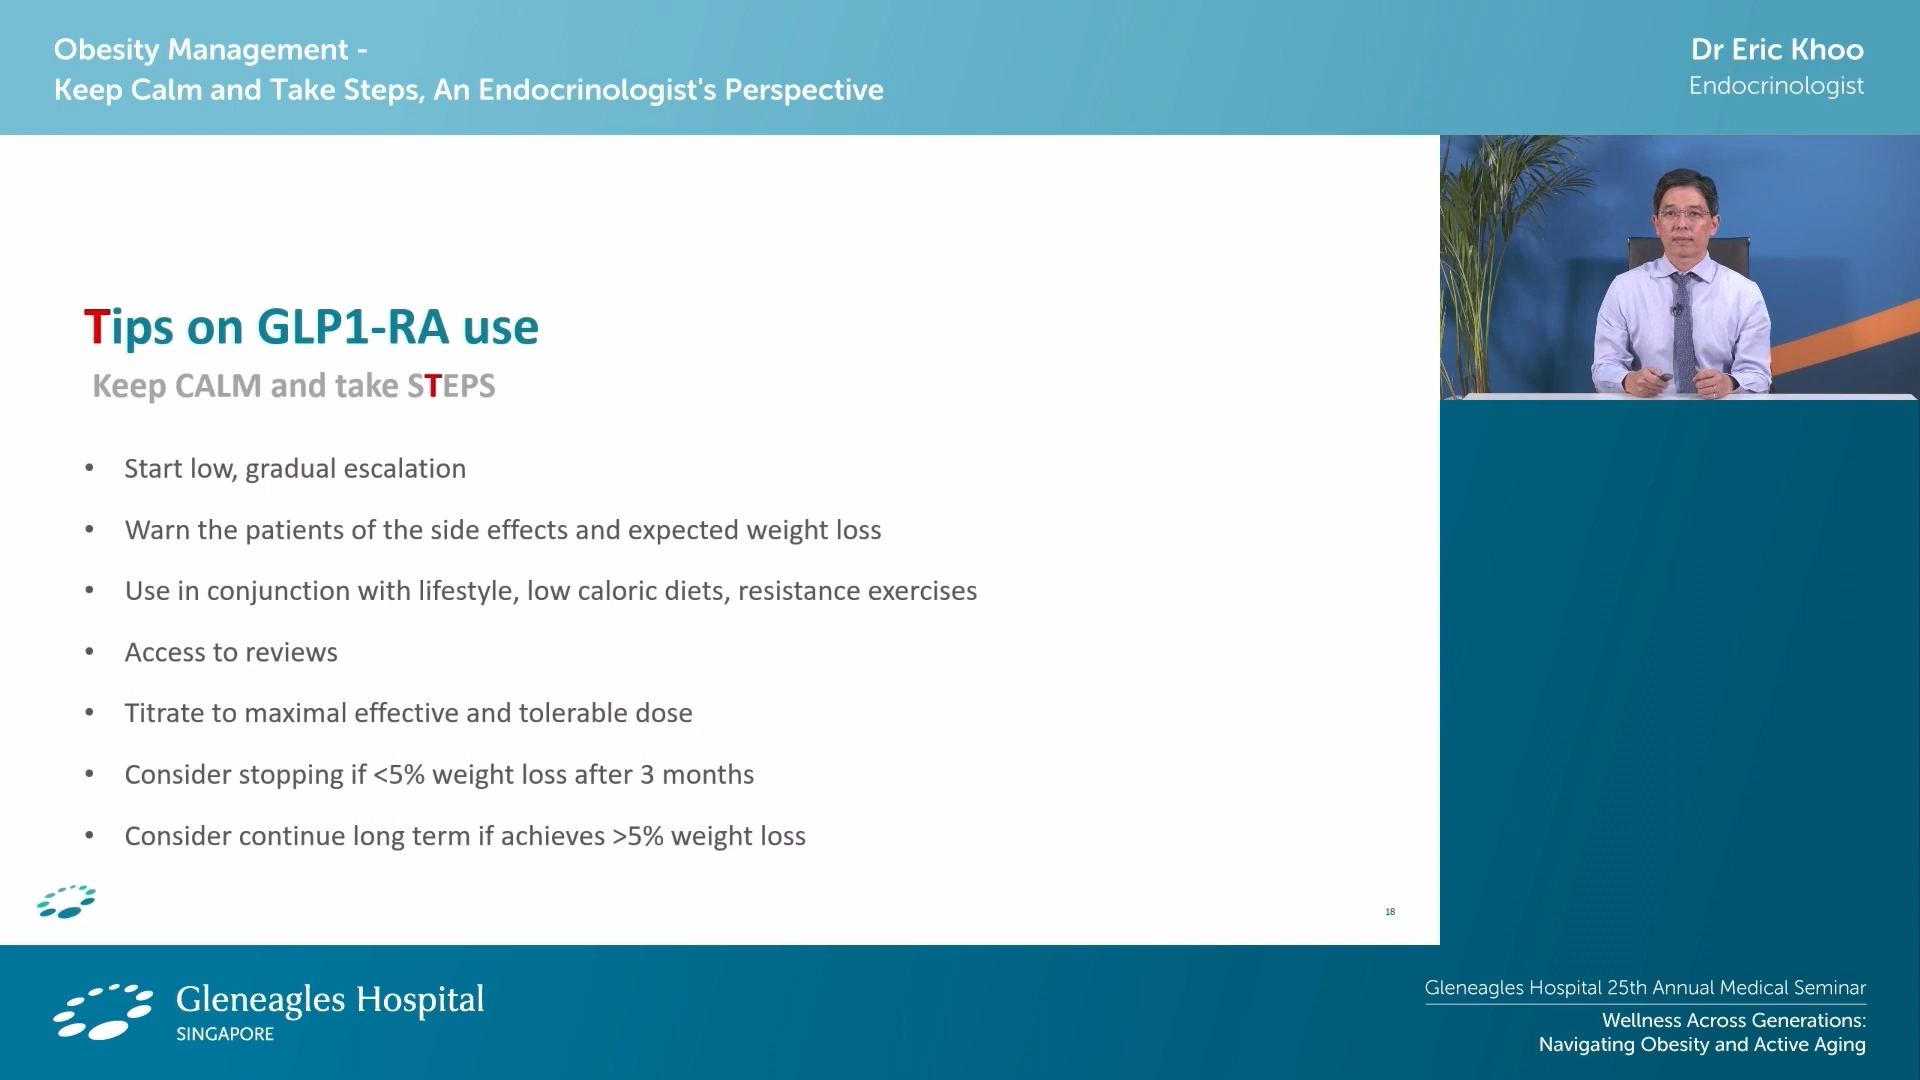 Obesity Management -
Keep Calm and Take Steps, An Endocrinologist's Perspective
Dr Eric Khoo
Endocrinologist
Tips on GLP1-RA use
Keep CALM and take STEPS
• Start low, gradual escalation
• Warn the patients of the side effects and expected weight loss
• Use in conjunction with lifestyle, low caloric diets, resistance exercises
• Access to reviews
• Titrate to maximal effective and tolerable dose
• Consider stopping if <5% weight loss after 3 months
• Consider continue long term if achieves >5% weight loss
18
Gleneagles Hospital
SINGAPORE
Gleneagles Hospital 25th Annual Medical Seminar
Wellness Across Generations:
Navigating Obesity and Active Aging